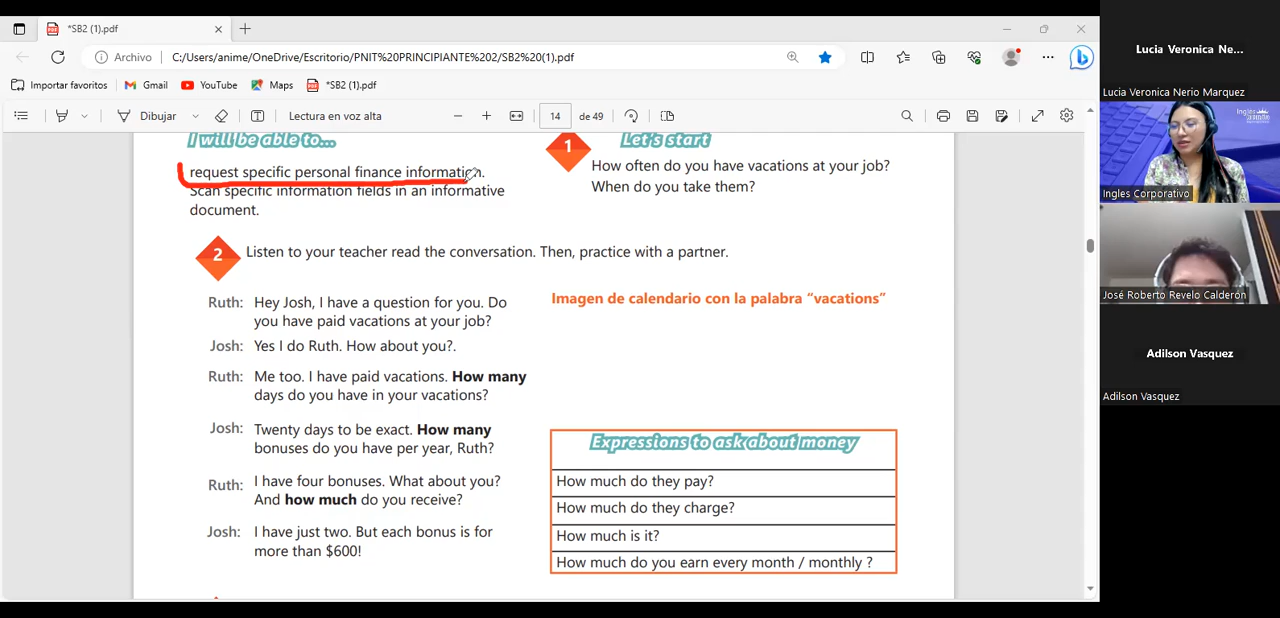 *SB2 (1).pdf
Archivo
C:/Users/anime/OneDrive/Escritorio/PNIT%20PRINCIPIANTE%202/SB2%20(1).pdf
Importar favoritos
Gmail
YouTube
Maps
*SB2 (1).pdf
Dibujar
Lectura en voz alta
14
de 49
I will be able to...
request specific personal finance information.
Scan specific information fields in an informative
document.
1
Let's start
How often do you have vacations at your job?
When do you take them?
2
Listen to your teacher read the conversation. Then, practice with a partner.
Ruth: Hey Josh, I have a question for you. Do
you have paid vacations at your job?
Josh: Yes I do Ruth. How about you?.
Ruth: Me too. I have paid vacations. How many
days do you have in your vacations?
Josh: Twenty days to be exact. How many
bonuses do you have per year, Ruth?
Ruth: I have four bonuses. What about you?
And how much do you receive?
Josh: I have just two. But each bonus is for
more than $600!
Imagen de calendario con la palabra “vacations”
Expressions to ask about money
How much do they pay?
How much do they charge?
How much is it?
How much do you earn every month / monthly ?
Lucia Veronica Ne...
Lucia Veronica Nerio Marquez
Ingles Corporativo
José Roberto Revelo Calderón
Adilson Vasquez
Adilson Vasquez